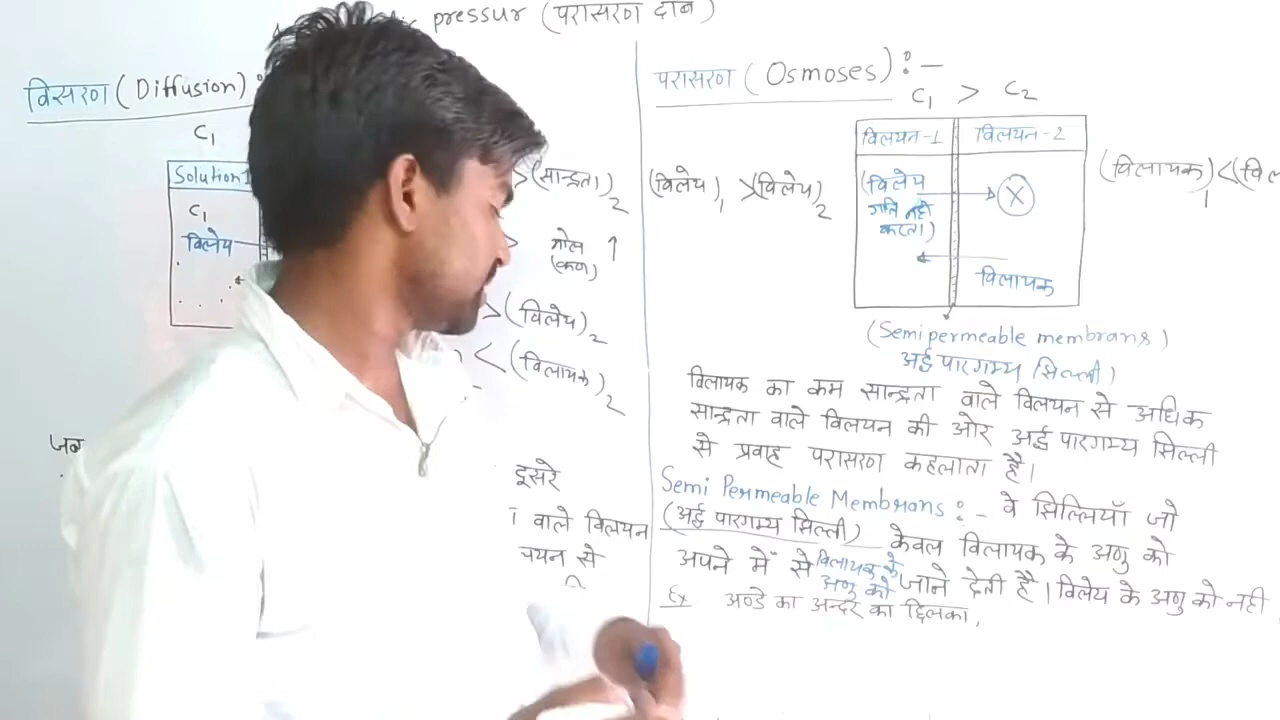 pressur (परासरण दाब)
विसरण (Diffusion) :
C₁
Solution 1
C₁
विलेय
> (सान्द्रता)₂
> मोल ↑
(कण)
> (विलेय)₂
< (विलायक)₂
जब
दूसरे
वाले विलयन
से
परासरण (Osmoses) :-
C₁ > C₂
विलयन-1 विलयन-2
(विलेय)₁ > (विलेय)₂
(विलेय
गति नही
करता)
X
विलायक
(विलायक)₁ <
(Semipermeable membrans)
अर्द्ध पारगम्य झिल्ली)
विलायक का कम सान्द्रता वाले विलयन से अधिक
सान्द्रता वाले विलयन की ओर अर्द्ध पारगम्य झिल्ली
से प्रवाह परासरण कहलाता है।
Semi Permeable Membrans :- वे झिल्लियाँ जो
(अर्द्ध पारगम्य झिल्ली) केवल विलायक के अणु को
अपने में से विलायक के अणु को जाने देती है। विलेय के अणु को नही
Ex अण्डे का अन्दर का छिलका,